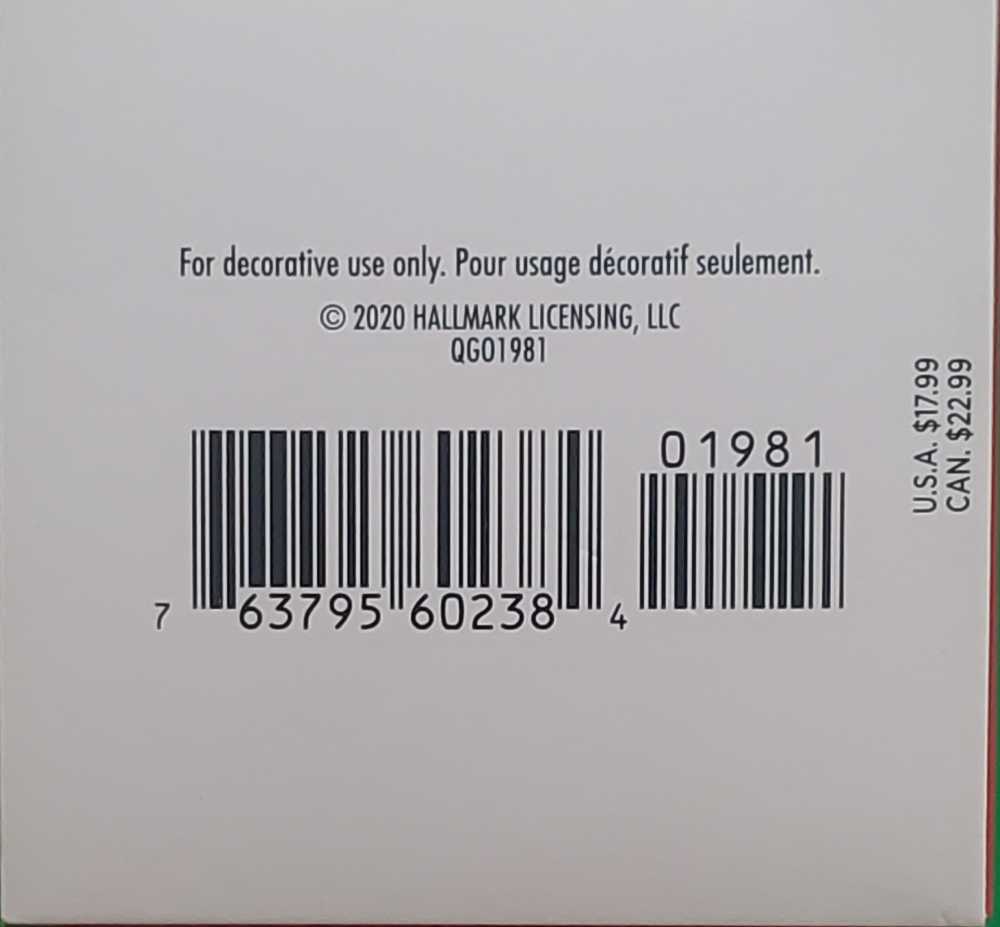 For decorative use only. Pour usage décoratif seulement.
© 2020 HALLMARK LICENSING, LLC
QGO1981
01981
7 63795 60238 4
U.S.A. $17.99
CAN. $22.99